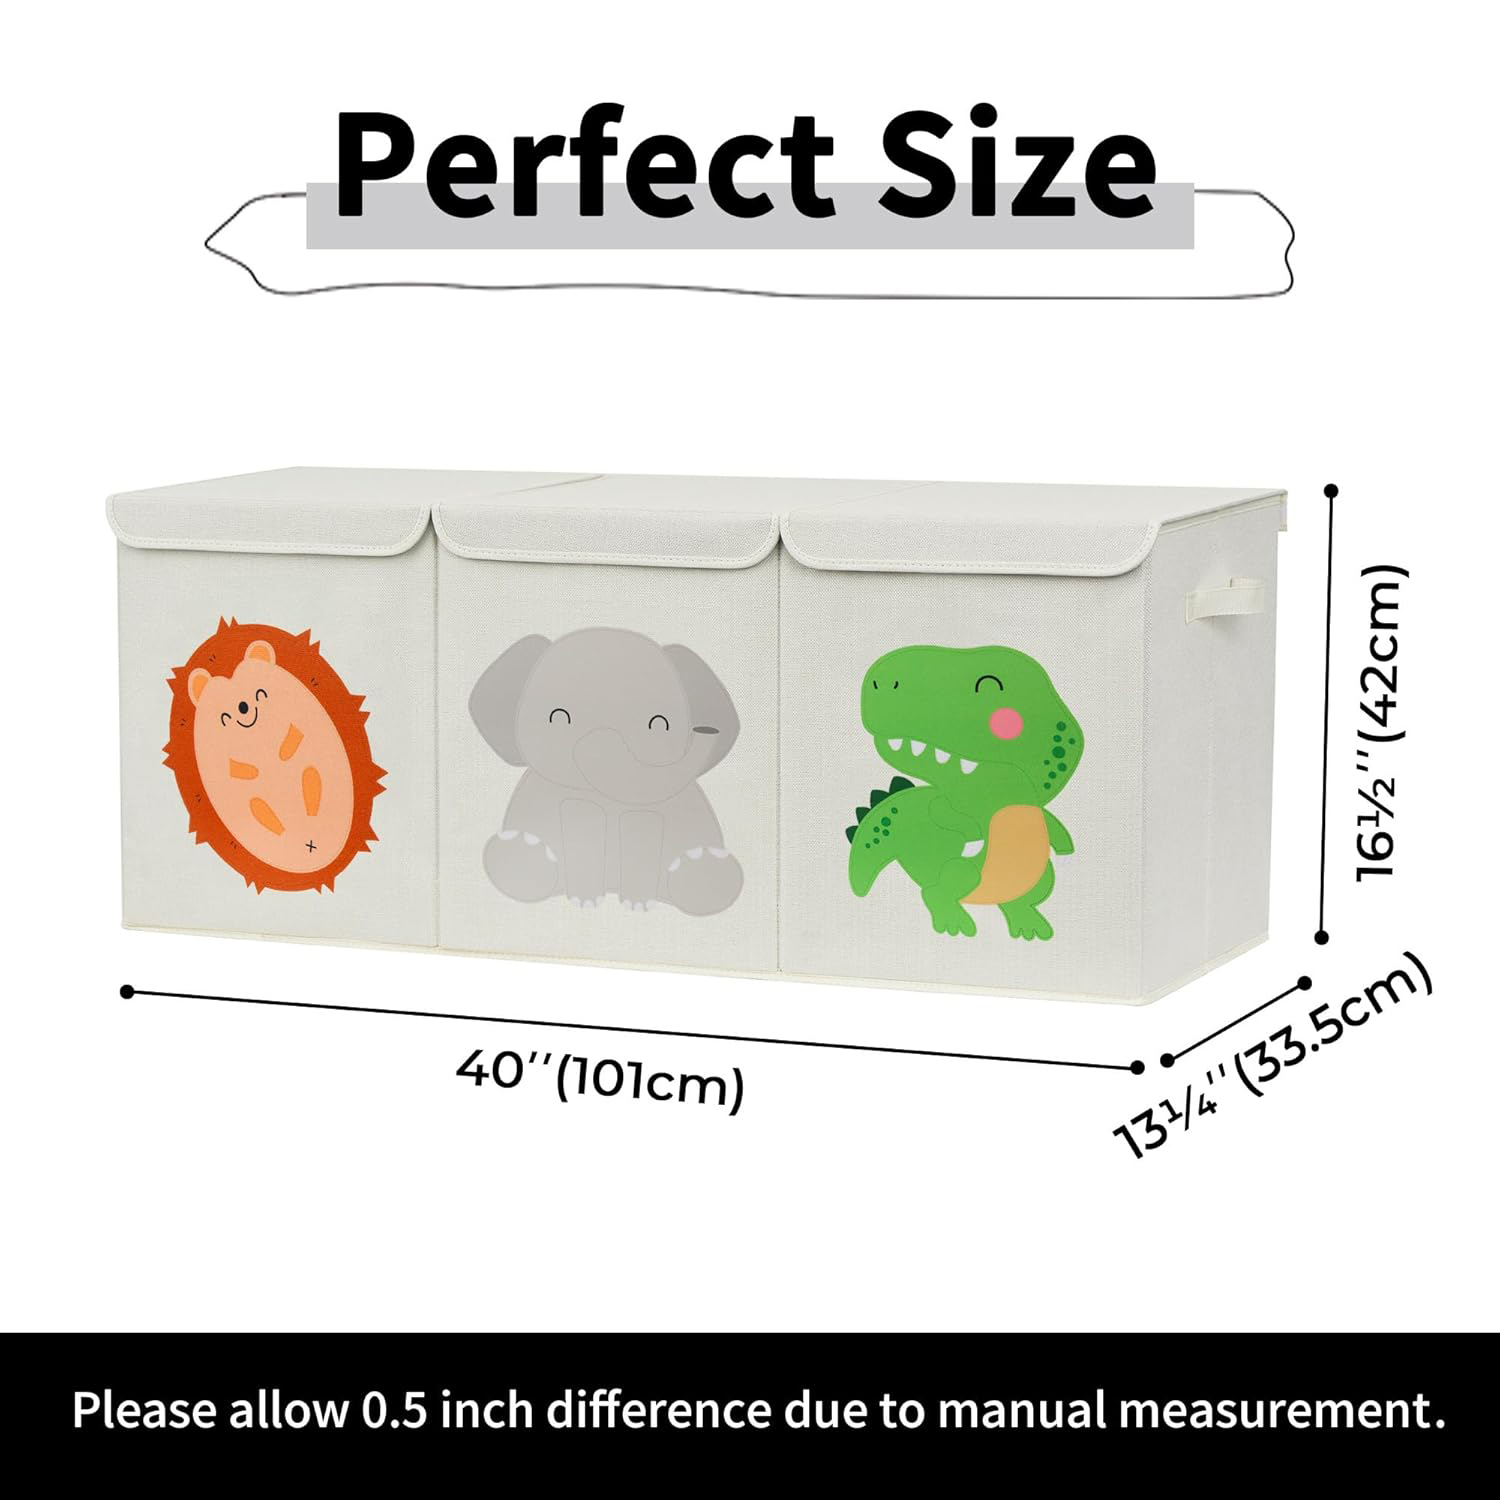 Perfect Size
16½''(42cm)
40''(101cm)
13¼''(33.5cm)
Please allow 0.5 inch difference due to manual measurement.